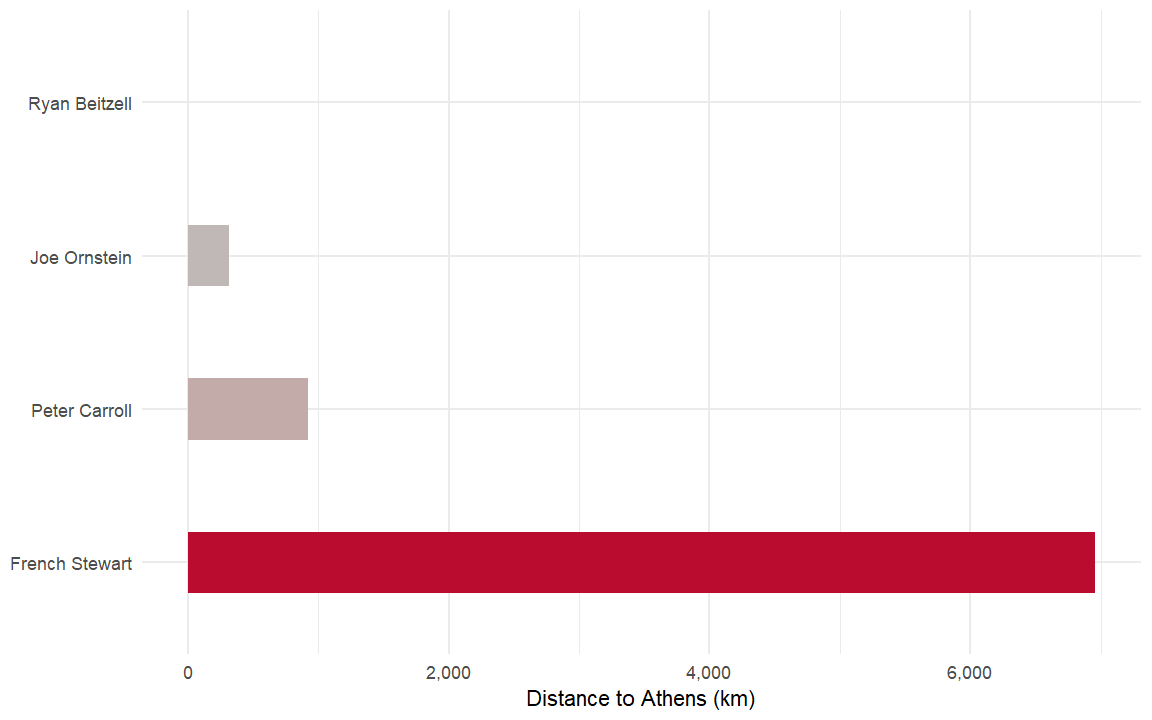 Ryan Beitzell
Joe Ornstein
Peter Carroll
French Stewart
0 2,000 4,000 6,000
Distance to Athens (km)